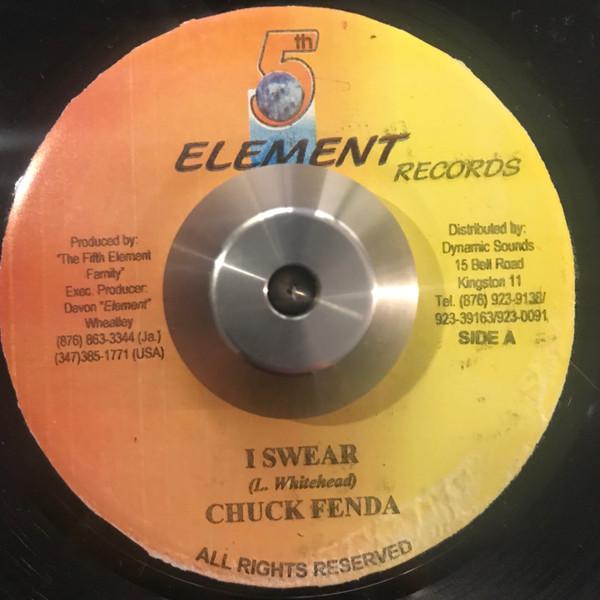 5th
ELEMENT
RECORDS
Produced by:
"The Fifth Element
Family"
Exec. Producer:
Devon "Element"
Wheatley
(876) 863-3344 (Ja.)
(347)385-1771 (USA)
Distributed by:
Dynamic Sounds
15 Bell Road
Kingston 11
Tel. (876) 923-9138/
923-39163/923-0091
SIDE A
I SWEAR
(L. Whitehead)
CHUCK FENDA
ALL RIGHTS RESERVED